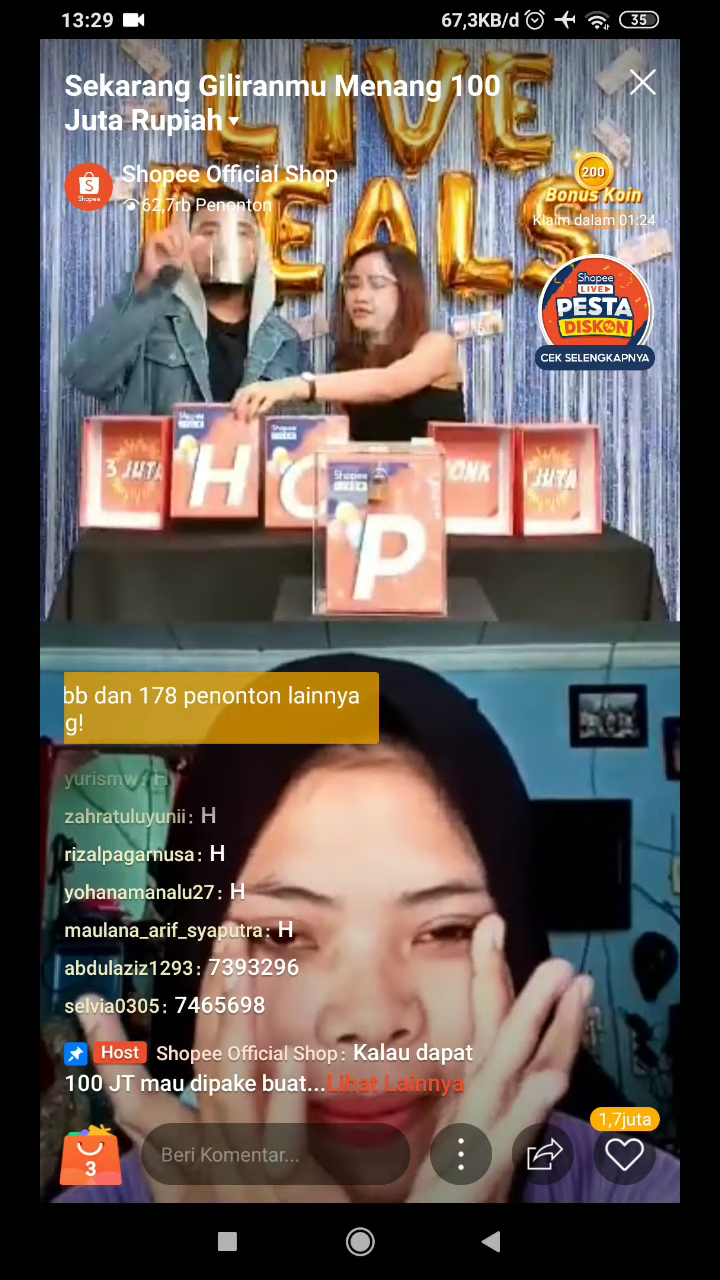 13:29
67,3KB/d
35
LIVE
DEALS
Sekarang Giliranmu Menang 100
Juta Rupiah
Shopee
Shopee Official Shop
62,7rb Penonton
200
Bonus Koin
Klaim dalam 01:24
Shopee
LIVE
PESTA
DISKON
CEK SELENGKAPNYA
3 JUTA
H
Shopee
P
JUTA
bb dan 178 penonton lainnya
g!
yurismw: H
zahratuluyunii: H
rizalpagarnusa: H
yohanamanalu27: H
maulana_arif_syaputra: H
abdulaziz1293: 7393296
selvia0305: 7465698
Host Shopee Official Shop: Kalau dapat
100 JT mau dipake buat...Lihat Lainnya
1,7juta
3
Beri Komentar...